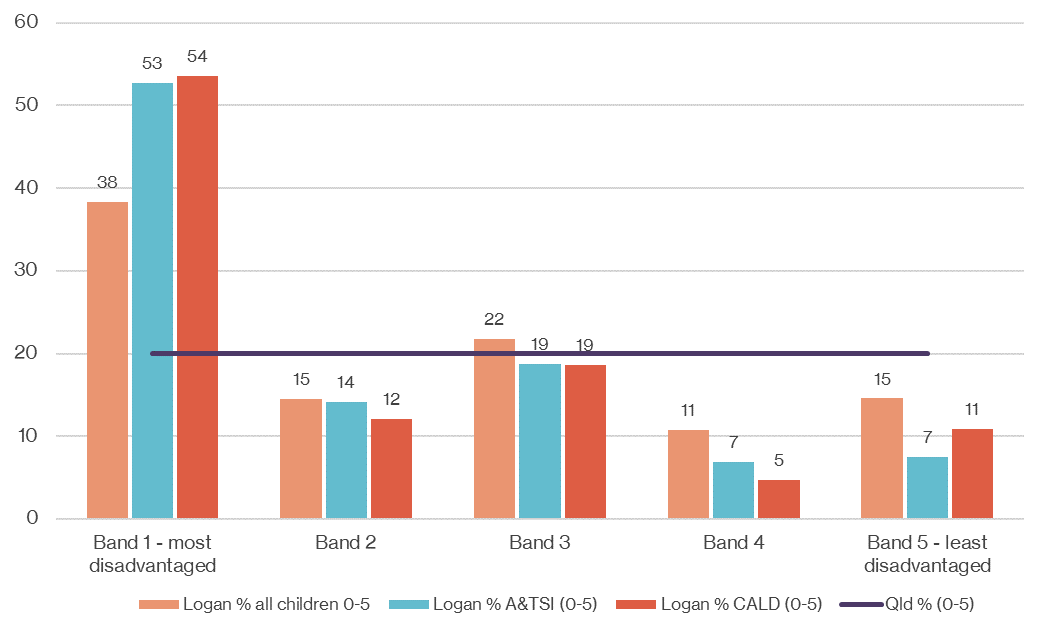 60
50
40
30
20
10
0
38
53
54
15
14
12
22
19
19
11
7
5
15
7
11
Band 1 - most
disadvantaged
Band 2
Band 3
Band 4
Band 5 - least
disadvantaged
Logan % all children 0-5
Logan % A&TSI (0-5)
Logan % CALD (0-5)
Qld % (0-5)